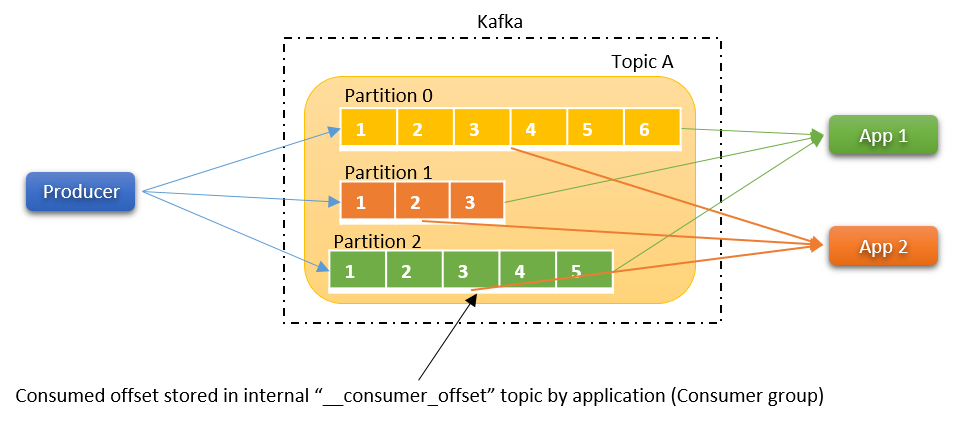 Kafka
Topic A
Partition 0
1 2 3 4 5 6
App 1
Partition 1
Producer
1 2 3
Partition 2
App 2
1 2 3 4 5
Consumed offset stored in internal “__consumer_offset” topic by application (Consumer group)